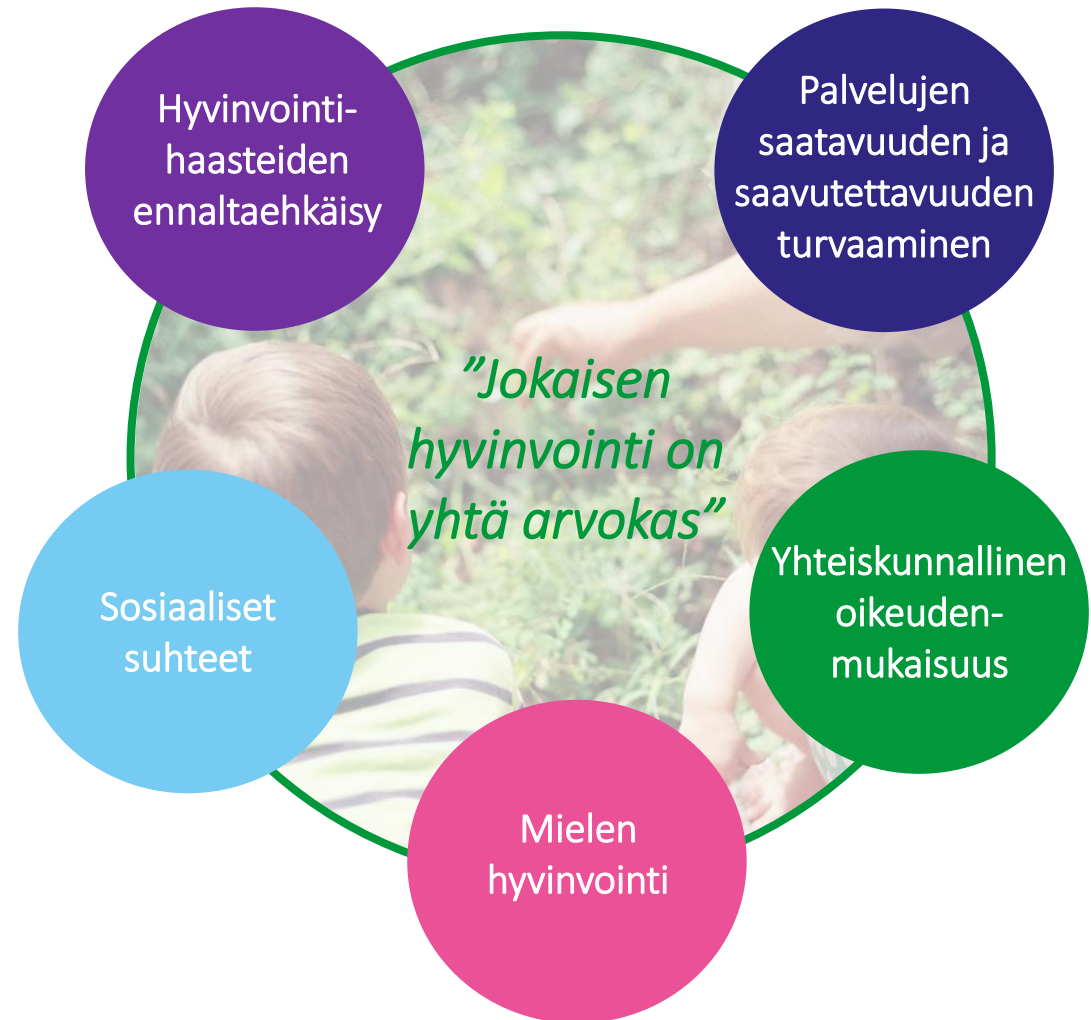 Hyvinvointi-
haasteiden
ennaltaehkäisy
Palvelujen
saatavuuden ja
saavutettavuuden
turvaaminen
”Jokaisen
hyvinvointi on
yhtä arvokas”
Sosiaaliset
suhteet
Yhteiskunnallinen
oikeuden-
mukaisuus
Mielen
hyvinvointi